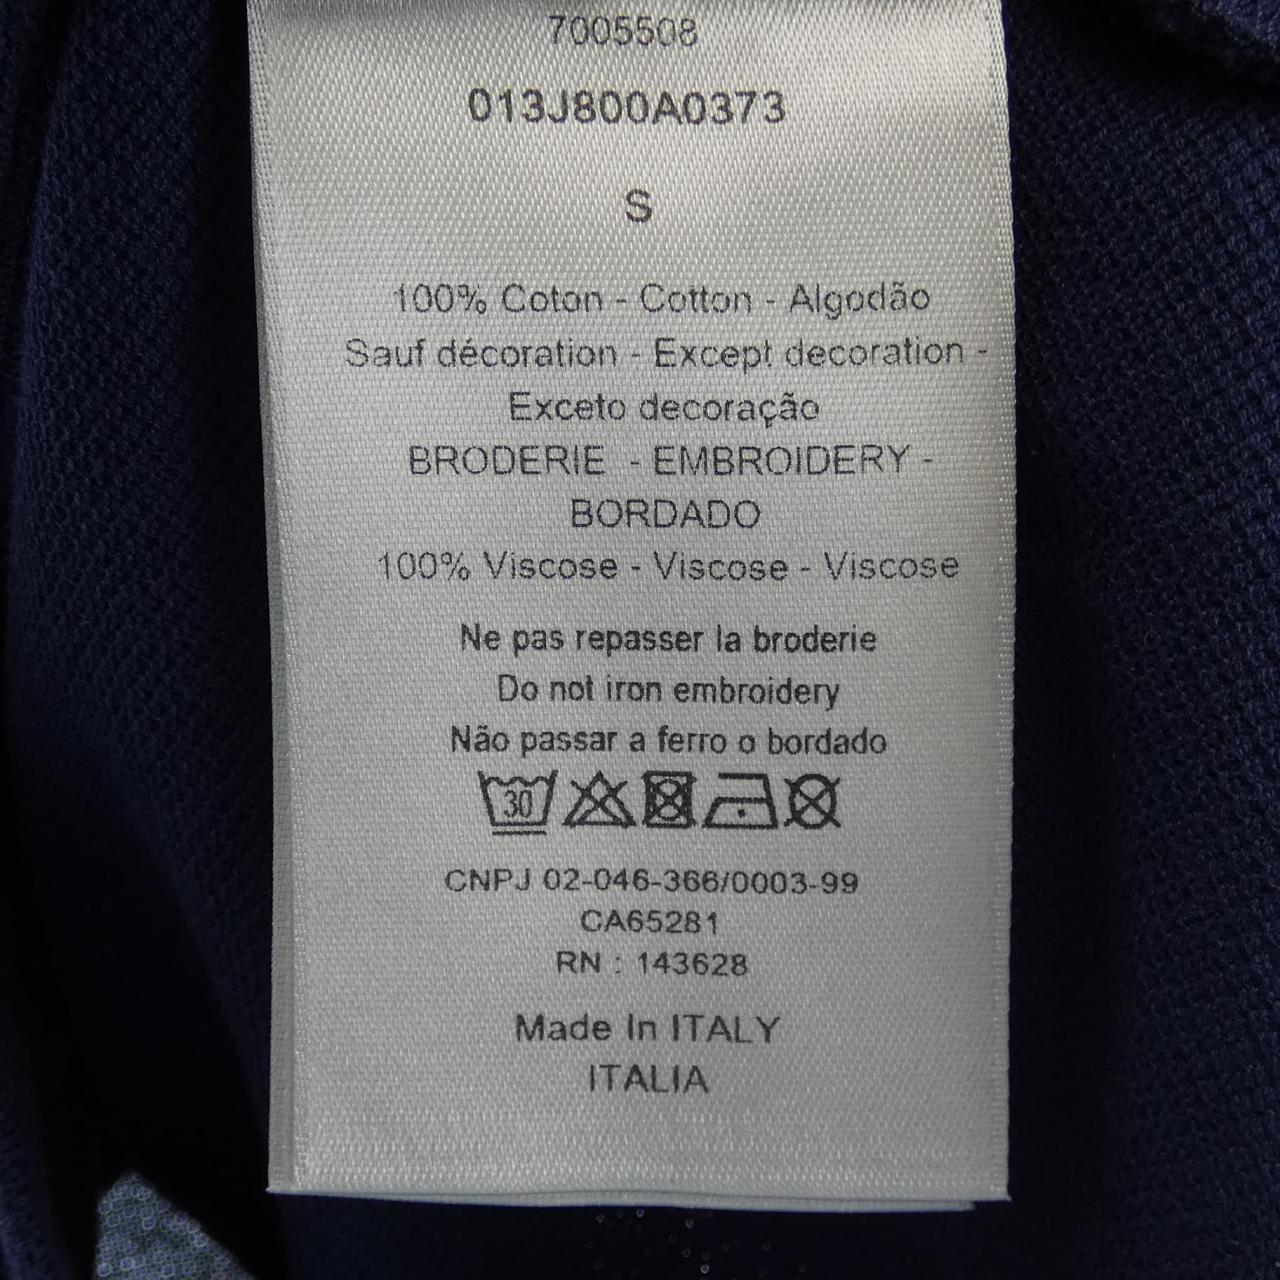 7005508
013J800A0373
S
100% Coton - Cotton - Algodão
Sauf décoration - Except decoration -
Exceto decoração
BRODERIE - EMBROIDERY -
BORDADO
100% Viscose - Viscose - Viscose
Ne pas repasser la broderie
Do not iron embroidery
Não passar a ferro o bordado
30
CNPJ 02-046-366/0003-99
CA65281
RN : 143628
Made In ITALY
ITALIA